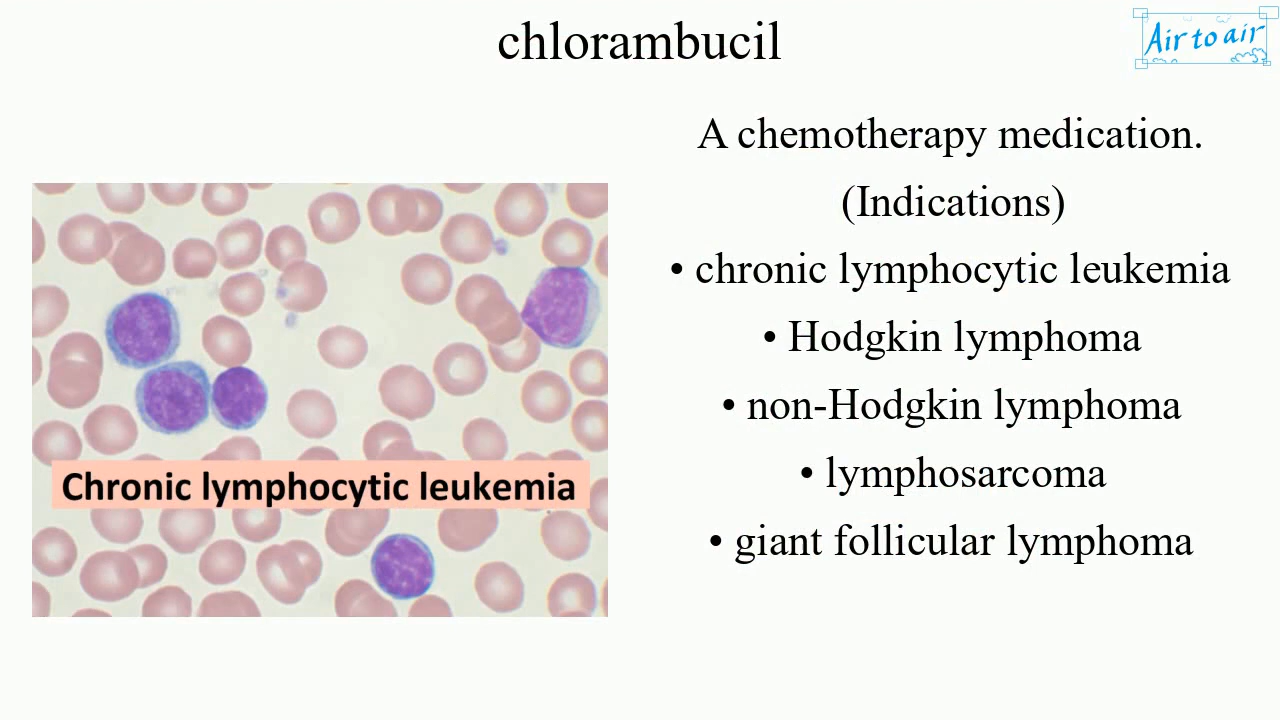 chlorambucil
Air to air
A chemotherapy medication.
(Indications)
• chronic lymphocytic leukemia
• Hodgkin lymphoma
• non-Hodgkin lymphoma
• lymphosarcoma
• giant follicular lymphoma
Chronic lymphocytic leukemia